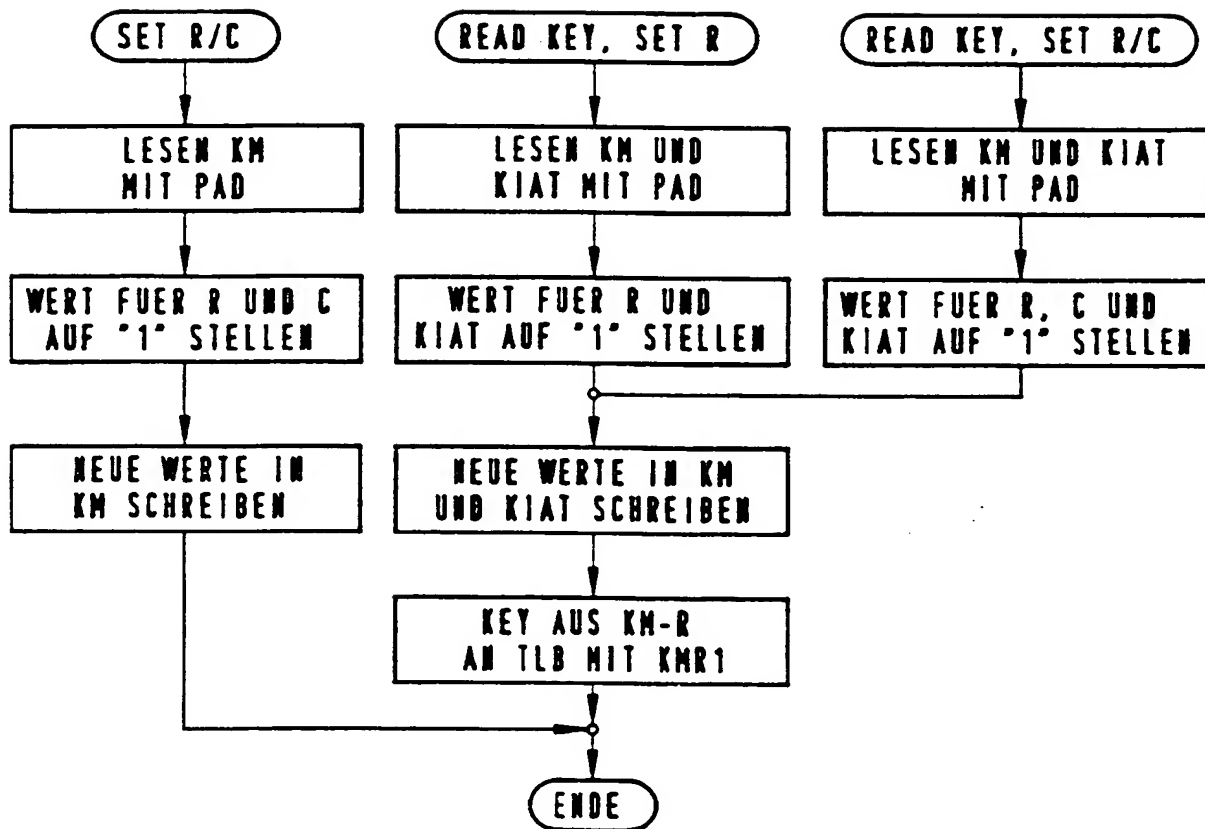 SET R/C
LESEN KM
MIT PAD
WERT FUER R UND C
AUF "1" STELLEN
NEUE WERTE IN
KM SCHREIBEN
READ KEY, SET R
LESEN KM UND
KIAT MIT PAD
WERT FUER R UND
KIAT AUF "1" STELLEN
NEUE WERTE IN KM
UND KIAT SCHREIBEN
KEY AUS KM-R
AN TLB MIT KMR1
ENDE
READ KEY, SET R/C
LESEN KM UND KIAT
MIT PAD
WERT FUER R, C UND
KIAT AUF "1" STELLEN